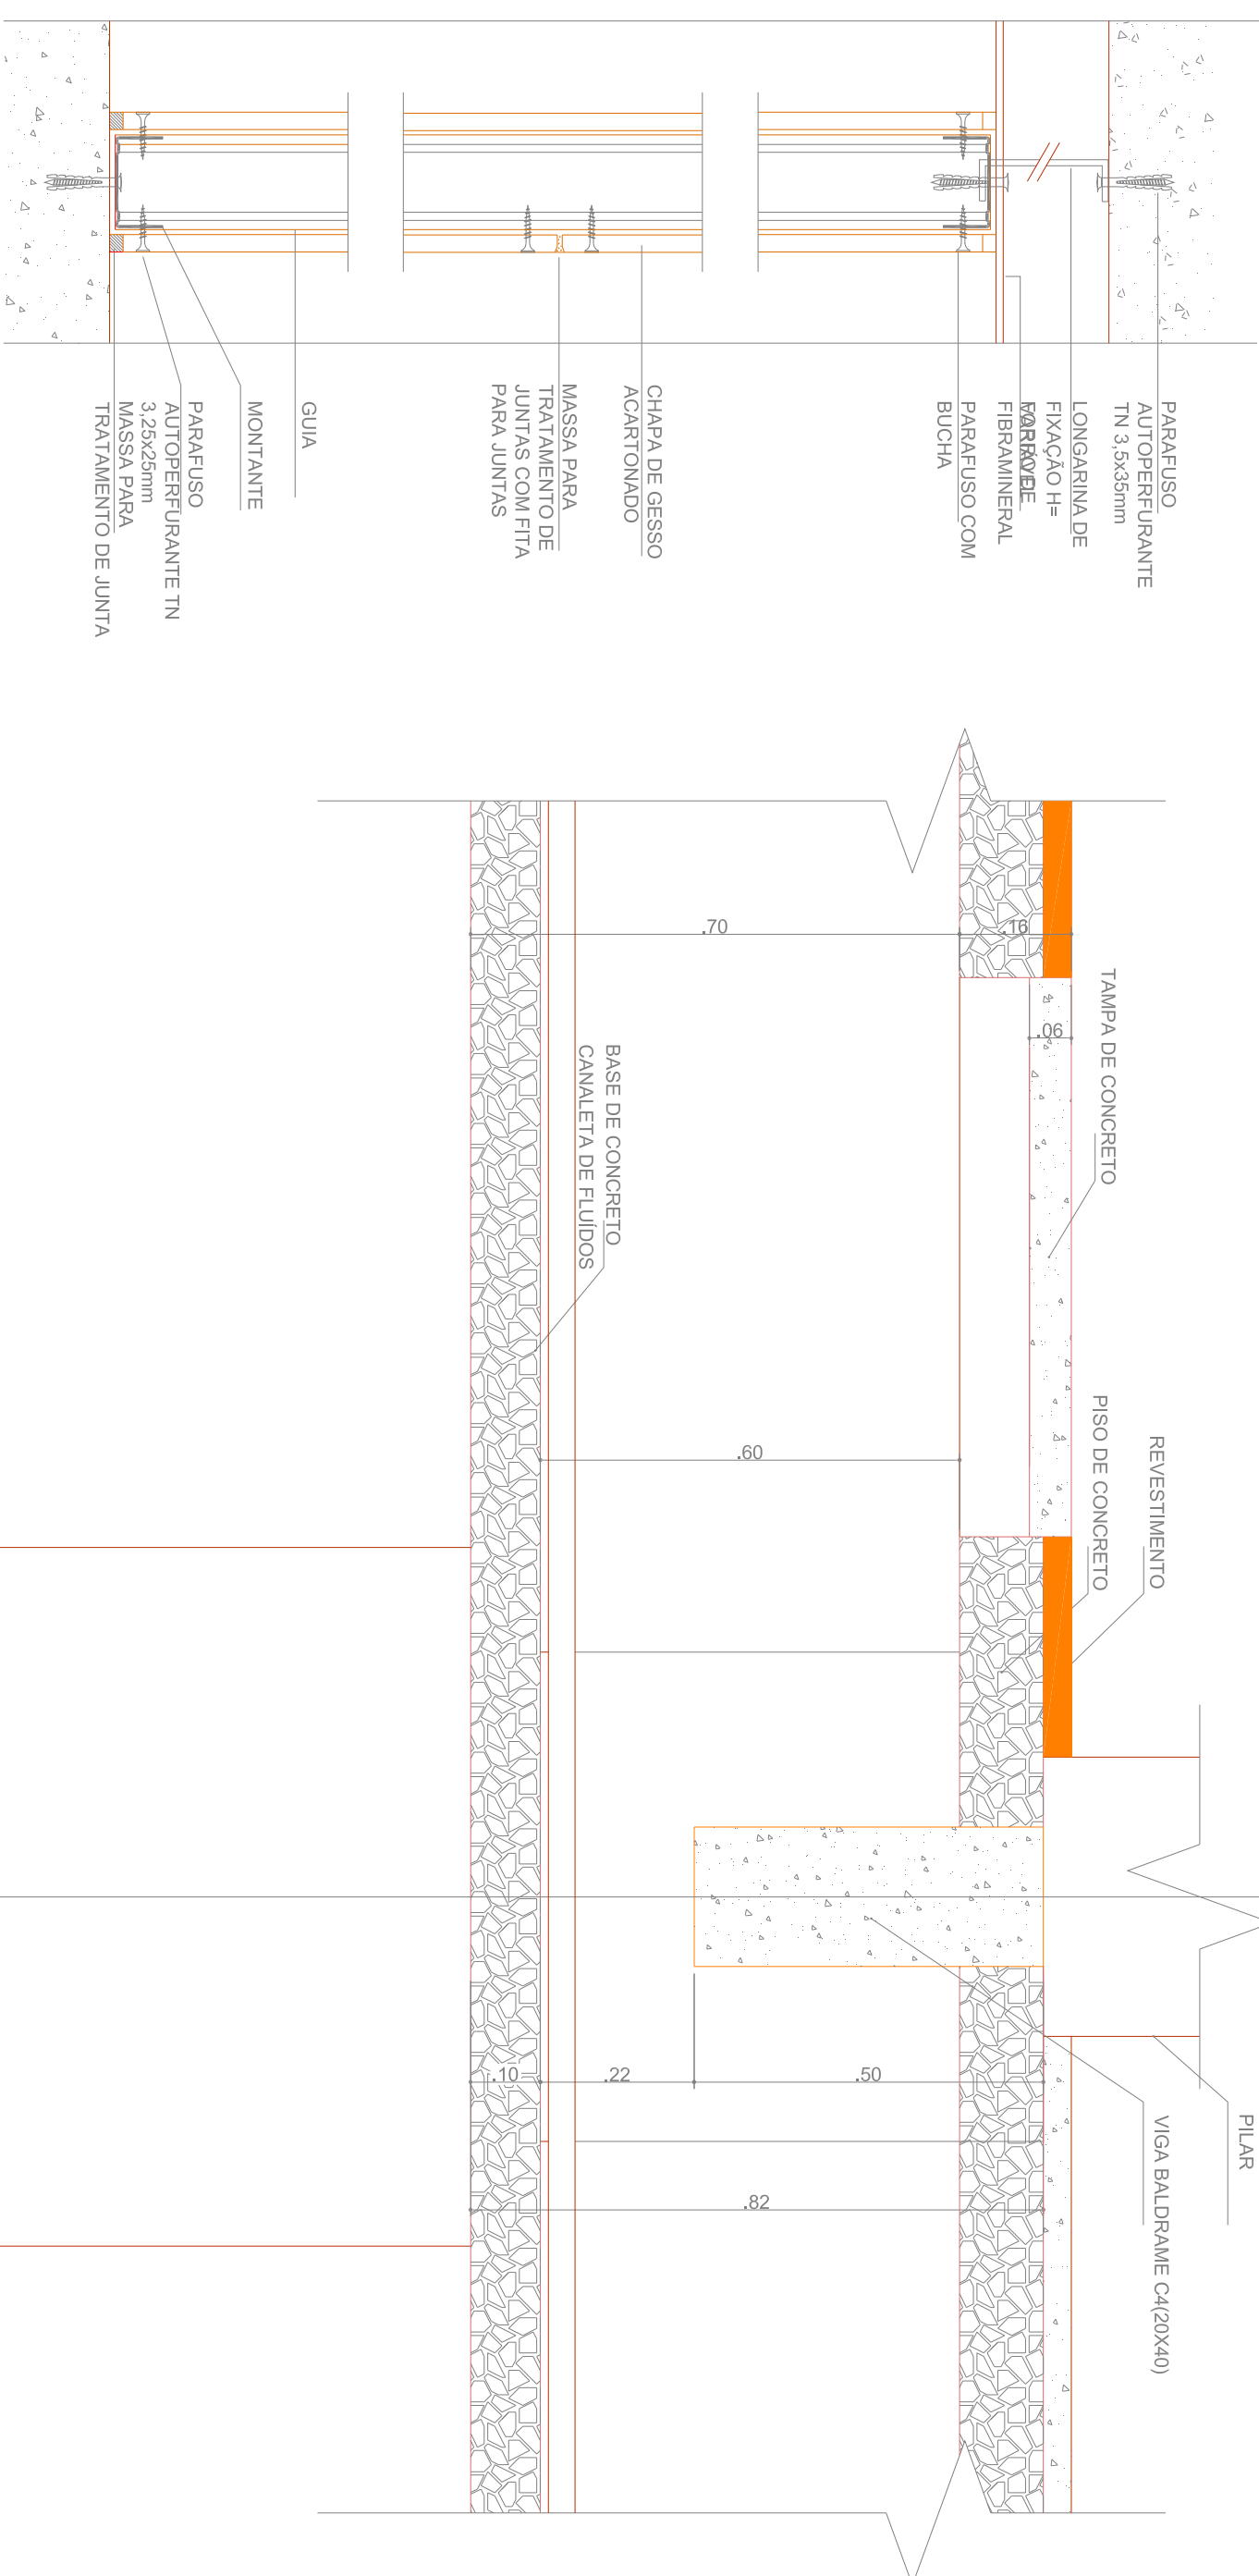 PARAFUSO
AUTOPERFURANTE
TN 3,5x35mm
LONGARINA DE
FIXAÇÃO H=
VARIÁVEL
FORRO DE
FIBRAMINERAL
PARAFUSO COM
BUCHA
CHAPA DE GESSO
ACARTONADO
MASSA PARA
TRATAMENTO DE
JUNTAS COM FITA
PARA JUNTAS
GUIA
MONTANTE
PARAFUSO
AUTOPERFURANTE TN
3,25x25mm
MASSA PARA
TRATAMENTO DE JUNTA
TAMPA DE CONCRETO
.16
.70
.06
BASE DE CONCRETO
CANALETA DE FLUÍDOS
.60
REVESTIMENTO
PISO DE CONCRETO
PILAR
VIGA BALDRAME C4(20X40)
.50
.22
.10
.82